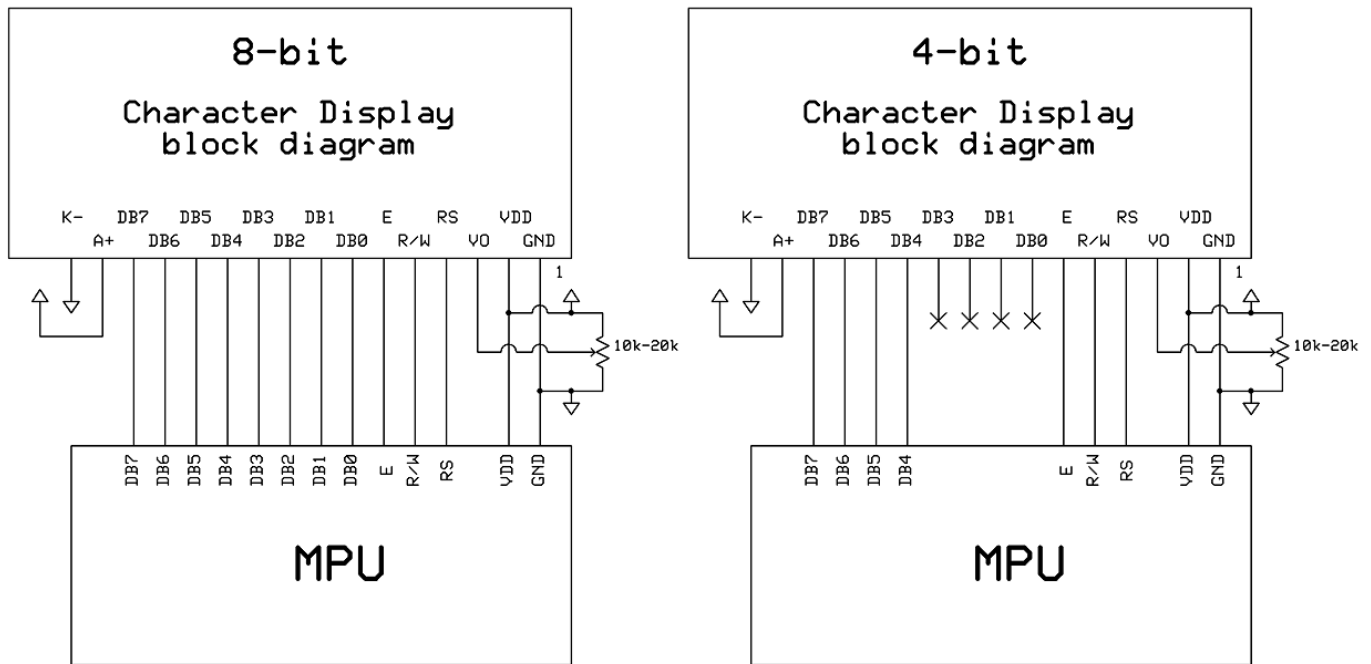 8-bit
Character Display
block diagram
K- DB7 DB5 DB3 DB1 E RS VDD
A+ DB6 DB4 DB2 DB0 R/W VO GND
1
10k-20k
DB7 DB6 DB5 DB4 DB3 DB2 DB1 DB0 E R/W RS VDD GND
MPU
4-bit
Character Display
block diagram
K- DB7 DB5 DB3 DB1 E RS VDD
A+ DB6 DB4 DB2 DB0 R/W VO GND
1
10k-20k
DB7 DB6 DB5 DB4 E R/W RS VDD GND
MPU